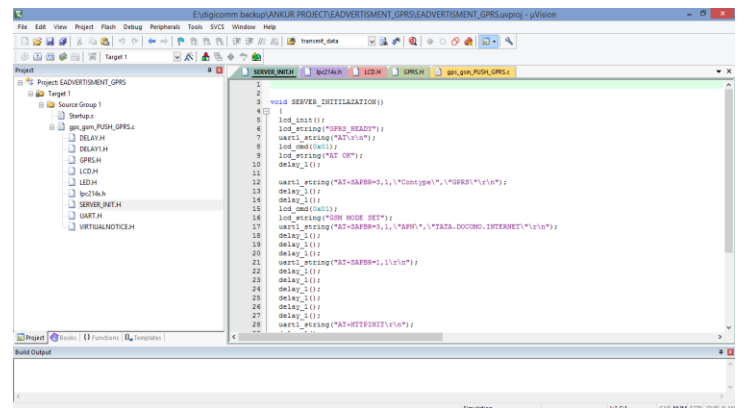 E:\digicomm backup\ANKUR PROJECT\EADVERTISMENT_GPRS\EADVERTISMENT_GPRS.uvproj - µVision
File Edit View Project Flash Debug Peripherals Tools SVCS Window Help
transmit_data
Target 1
Project
Project: EADVERTISMENT_GPRS
Target 1
Source Group 1
Startup.s
gps_gsm_PUSH_GPRS.c
DELAY.H
DELAY1.H
GPRS.H
LCD.H
LED.H
lpc214x.h
SERVER_INIT.H
UART.H
VIRTIUALNOTICE.H
Project Books {} Functions Templates
SERVER_INIT.H lpc214x.h LCD.H GPRS.H gps_gsm_PUSH_GPRS.c
1
2
3 void SERVER_INITILAZATION()
4 {
5 lcd_init();
6 lcd_string("GPRS_READY");
7 uart1_string("AT\r\n");
8 lcd_cmd(0x01);
9 lcd_string("AT OK");
10 delay_1();
11
12 uart1_string("AT+SAPBR=3,1,\"Contype\",\"GPRS\"\r\n");
13 delay_1();
14 delay_1();
15 lcd_cmd(0x01);
16 lcd_string("GSM MODE SET");
17 uart1_string("AT+SAPBR=3,1,\"APN\",\"TATA.DOCOMO.INTERNET\"\r\n");
18 delay_1();
19 delay_1();
20 delay_1();
21 uart1_string("AT+SAPBR=1,1\r\n");
22 delay_1();
23 delay_1();
24 delay_1();
25 delay_1();
26 delay_1();
27 delay_1();
28 uart1_string("AT+HTTPINIT\r\n");
Build Output